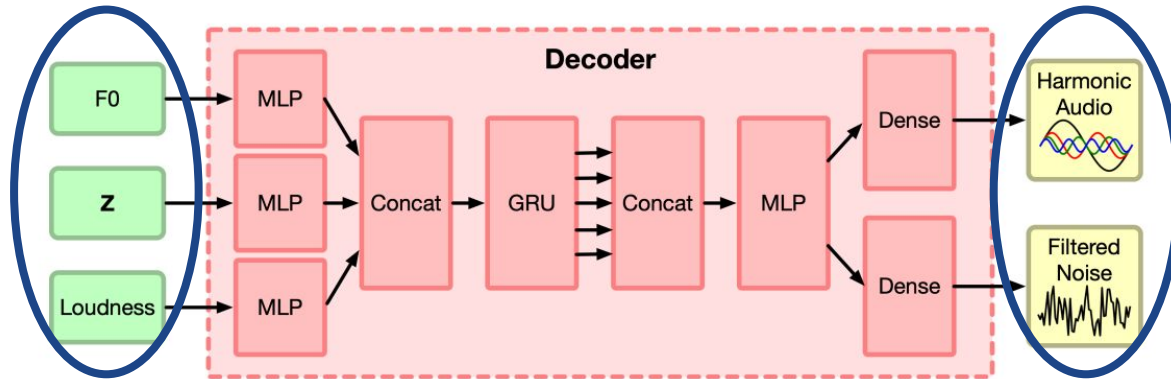 Decoder
F0
Z
Loudness
MLP
MLP
MLP
Concat
GRU
Concat
MLP
Dense
Dense
Harmonic
Audio
Filtered
Noise